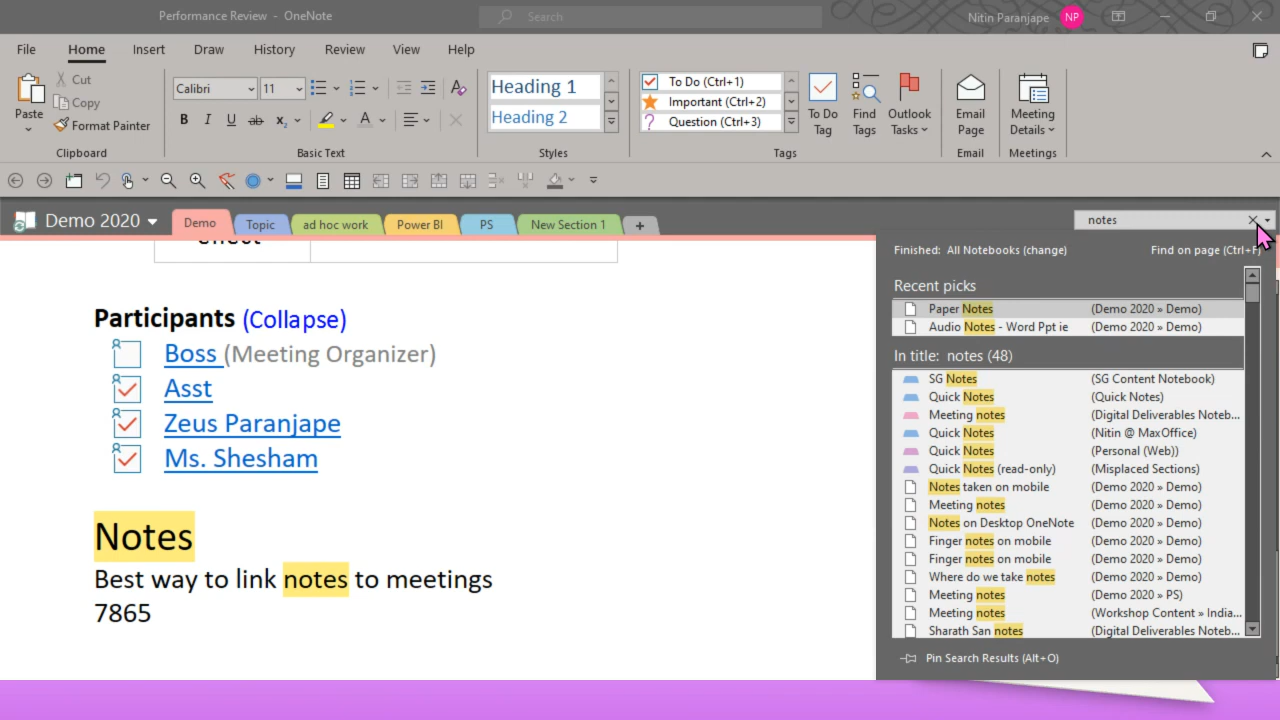 Performance Review - OneNote
Search
Nitin Paranjape NP
File Home Insert Draw History Review View Help
Paste
Cut
Copy
Format Painter
Clipboard
Calibri 11
B I U ab x₂ A
Basic Text
Heading 1
Heading 2
Styles
To Do (Ctrl+1)
Important (Ctrl+2)
Question (Ctrl+3)
To Do Tag
Find Tags
Outlook Tasks
Tags
Email Page
Email
Meeting Details
Meetings
Demo 2020 Demo Topic ad hoc work Power BI PS New Section 1 +
notes
effect
Participants (Collapse)
Boss (Meeting Organizer)
Asst
Zeus Paranjape
Ms. Shesham
Notes
Best way to link notes to meetings
7865
Finished: All Notebooks (change) Find on page (Ctrl+F)
Recent picks
Paper Notes (Demo 2020 » Demo)
Audio Notes - Word Ppt ie (Demo 2020 » Demo)
In title: notes (48)
SG Notes (SG Content Notebook)
Quick Notes (Quick Notes)
Meeting notes (Digital Deliverables Noteb...
Quick Notes (Nitin @ MaxOffice)
Quick Notes (Personal (Web))
Quick Notes (read-only) (Misplaced Sections)
Notes taken on mobile (Demo 2020 » Demo)
Meeting notes (Demo 2020 » Demo)
Notes on Desktop OneNote (Demo 2020 » Demo)
Finger notes on mobile (Demo 2020 » Demo)
Finger notes on mobile (Demo 2020 » Demo)
Where do we take notes (Demo 2020 » Demo)
Meeting notes (Demo 2020 » PS)
Meeting notes (Workshop Content » India...
Sharath San notes (Digital Deliverables Noteb...
Pin Search Results (Alt+O)